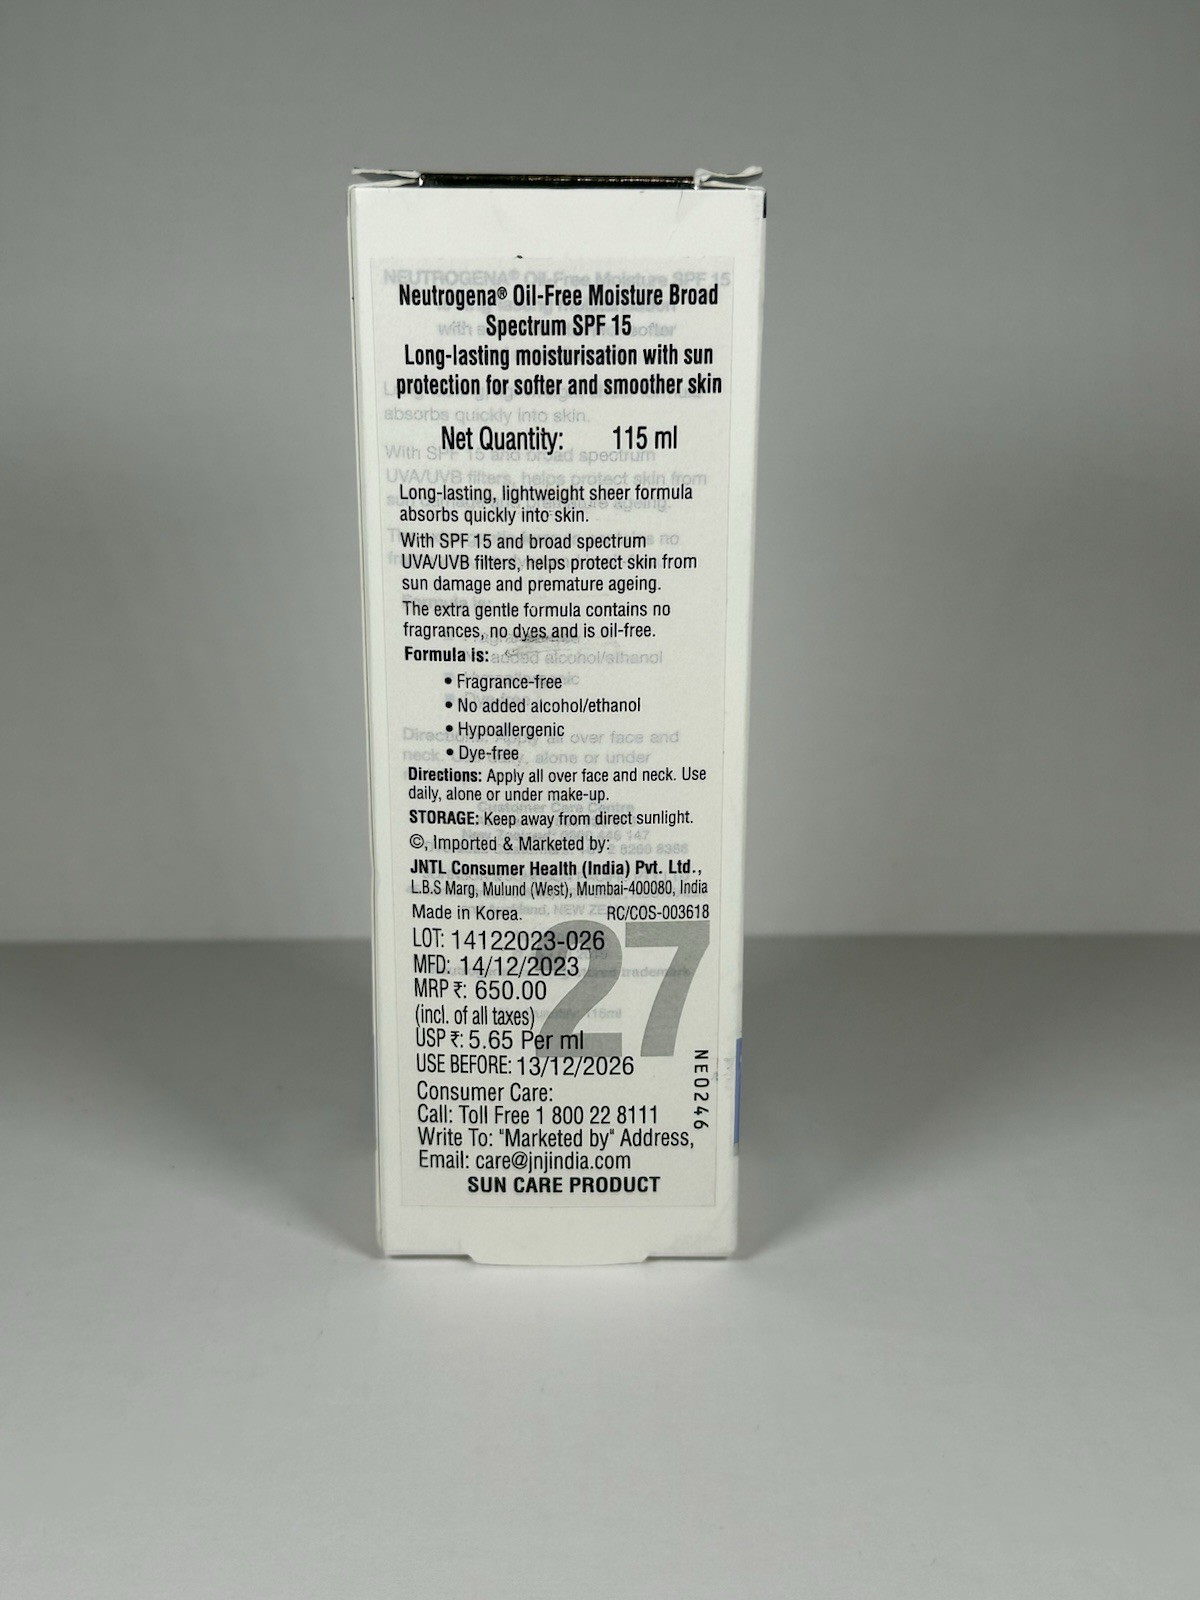 Neutrogena® Oil-Free Moisture Broad
Spectrum SPF 15
Long-lasting moisturisation with sun
protection for softer and smoother skin
Net Quantity: 115 ml
Long-lasting, lightweight sheer formula
absorbs quickly into skin.
With SPF 15 and broad spectrum
UVA/UVB filters, helps protect skin from
sun damage and premature ageing.
The extra gentle formula contains no
fragrances, no dyes and is oil-free.
Formula is:
• Fragrance-free
• No added alcohol/ethanol
• Hypoallergenic
• Dye-free
Directions: Apply all over face and neck. Use
daily, alone or under make-up.
STORAGE: Keep away from direct sunlight.
©, Imported & Marketed by:
JNTL Consumer Health (India) Pvt. Ltd.,
L.B.S Marg, Mulund (West), Mumbai-400080, India
Made in Korea. RC/COS-003618
27
LOT: 14122023-026
MFD: 14/12/2023
MRP ₹: 650.00
(incl. of all taxes)
USP ₹: 5.65 Per ml
USE BEFORE: 13/12/2026
NE0246
Consumer Care:
Call: Toll Free 1 800 22 8111
Write To: "Marketed by" Address,
Email: care@jnjindia.com
SUN CARE PRODUCT